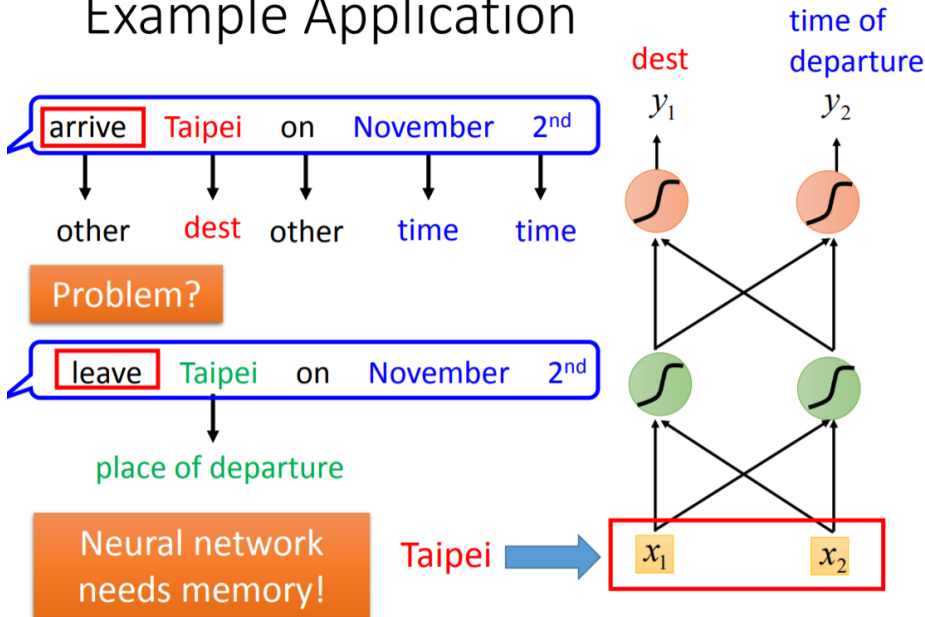 Example Application
arrive Taipei on November 2nd
other dest other time time
Problem?
leave Taipei on November 2nd
place of departure
Neural network
needs memory!
Taipei
dest
time of
departure
y1 y2
x1 x2